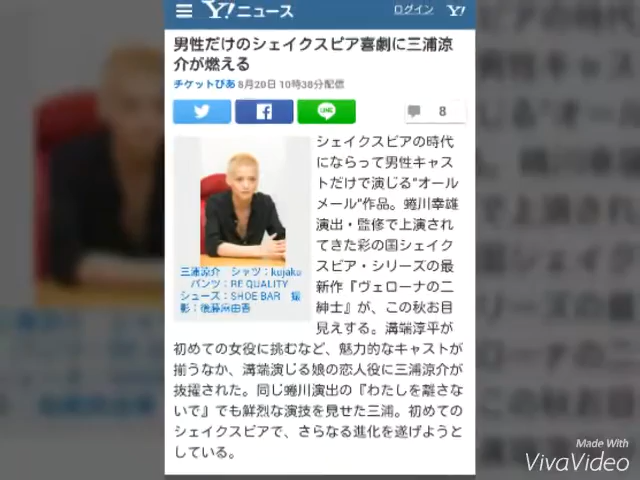 Y! ニュース
ログイン
Y!
男性だけのシェイクスピア喜劇に三浦涼
介が燃える
チケットぴあ 8月20日 10時38分配信
LINE
8
シェイクスピアの時代
にならって男性キャス
トだけで演じる"オール
メール"作品。蜷川幸雄
演出・監修で上演され
てきた彩の国シェイク
スピア・シリーズの最
新作『ヴェローナの二
紳士』が、この秋お目
見えする。溝端淳平が
三浦涼介 シャツ:kujaku
パンツ:RE QUALITY
シューズ:SHOE BAR 撮
影:後藤麻由香
初めての女役に挑むなど、魅力的なキャストが
揃うなか、溝端演じる娘の恋人役に三浦涼介が
抜擢された。同じ蜷川演出の『わたしを離さな
いで』でも鮮烈な演技を見せた三浦。初めての
シェイクスピアで、さらなる進化を遂げようと
している。
Made With
VivaVideo